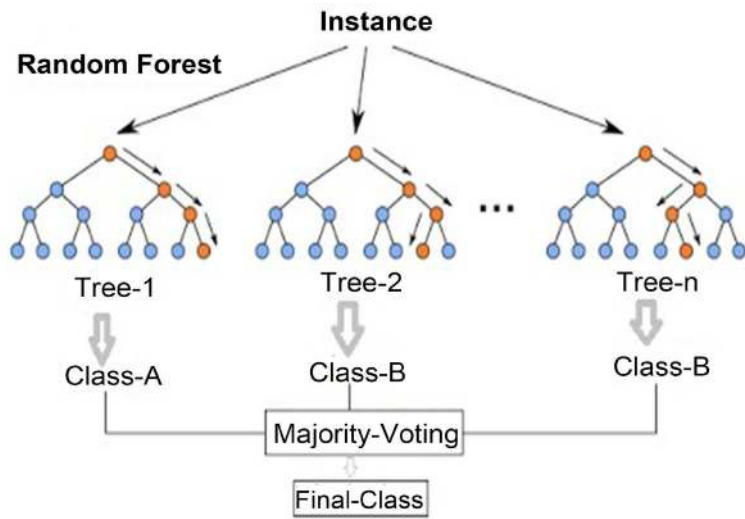 Instance
Random Forest
...
Tree-1 Tree-2 Tree-n
Class-A Class-B Class-B
Majority-Voting
Final-Class